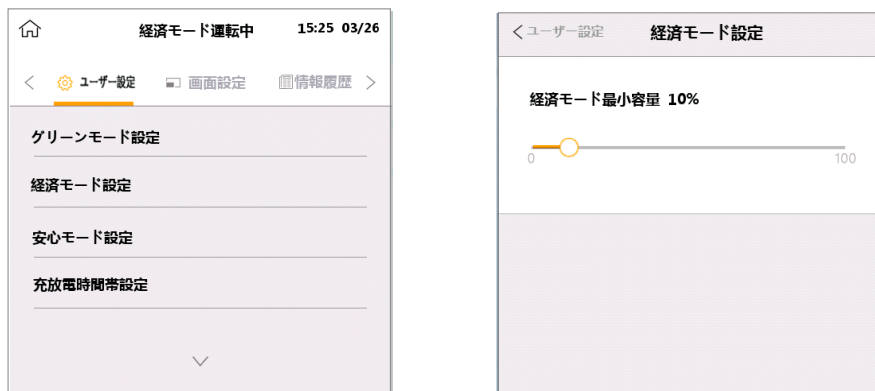 経済モード運転中 15:25 03/26
ユーザー設定 画面設定 情報履歴
グリーンモード設定
経済モード設定
安心モード設定
充放電時間帯設定
ユーザー設定 経済モード設定
経済モード最小容量 10%
0 100